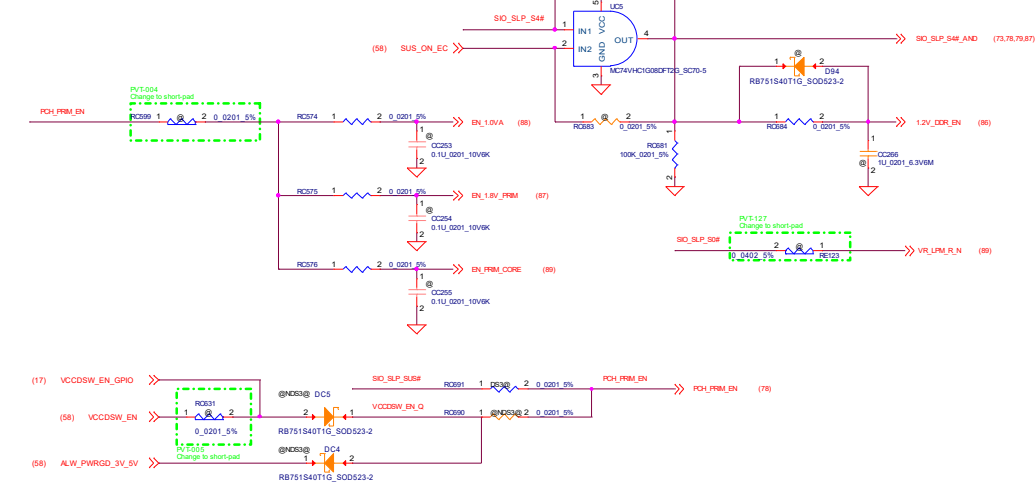 5
UC5
SIO_SLP_S4#
1
IN1
VCC
OUT
4
SIO_SLP_S4#_AND
(73,78,79,87)
(58)
SUS_ON_EC
2
IN2
GND
3
MC74VHC1G08DFT2G_SC70-5
@
1
2
D94
RB751S40T1G_SOD523-2
PVT-004
Change to short-pad
PCH_PRIM_EN
RC599
1
@
2
0_0201_5%
RC574
1
2
0_0201_5%
EN_1.0VA
(88)
1
@
CC253
0.1U_0201_10V6K
2
RC683
1
@
2
0_0201_5%
1
RC681
100K_0201_5%
2
RC684
1
2
0_0201_5%
1.2V_DDR_EN
(86)
1
CC266
@
1U_0201_6.3V6M
2
RC575
1
2
0_0201_5%
EN_1.8V_PRIM
(87)
1
@
CC254
0.1U_0201_10V6K
2
PVT-127
Change to short-pad
SIO_SLP_S0#
2
@
1
0_0402_5%
RE123
VR_LPM_R_N
(89)
RC576
1
2
0_0201_5%
EN_PRIM_CORE
(89)
1
@
CC255
0.1U_0201_10V6K
2
(17)
VCCDSW_EN_GPIO
SIO_SLP_SUS#
RC691
1
DS3@
2
0_0201_5%
PCH_PRIM_EN
PCH_PRIM_EN
(78)
RC631
(58)
VCCDSW_EN
1
@
2
0_0201_5%
@NDS3@
DC5
2
1
RB751S40T1G_SOD523-2
VCCDSW_EN_Q
RC690
1
@NDS3@
2
0_0201_5%
PVT-005
Change to short-pad
(58)
ALW_PWRGD_3V_5V
@NDS3@
DC4
1
2
RB751S40T1G_SOD523-2